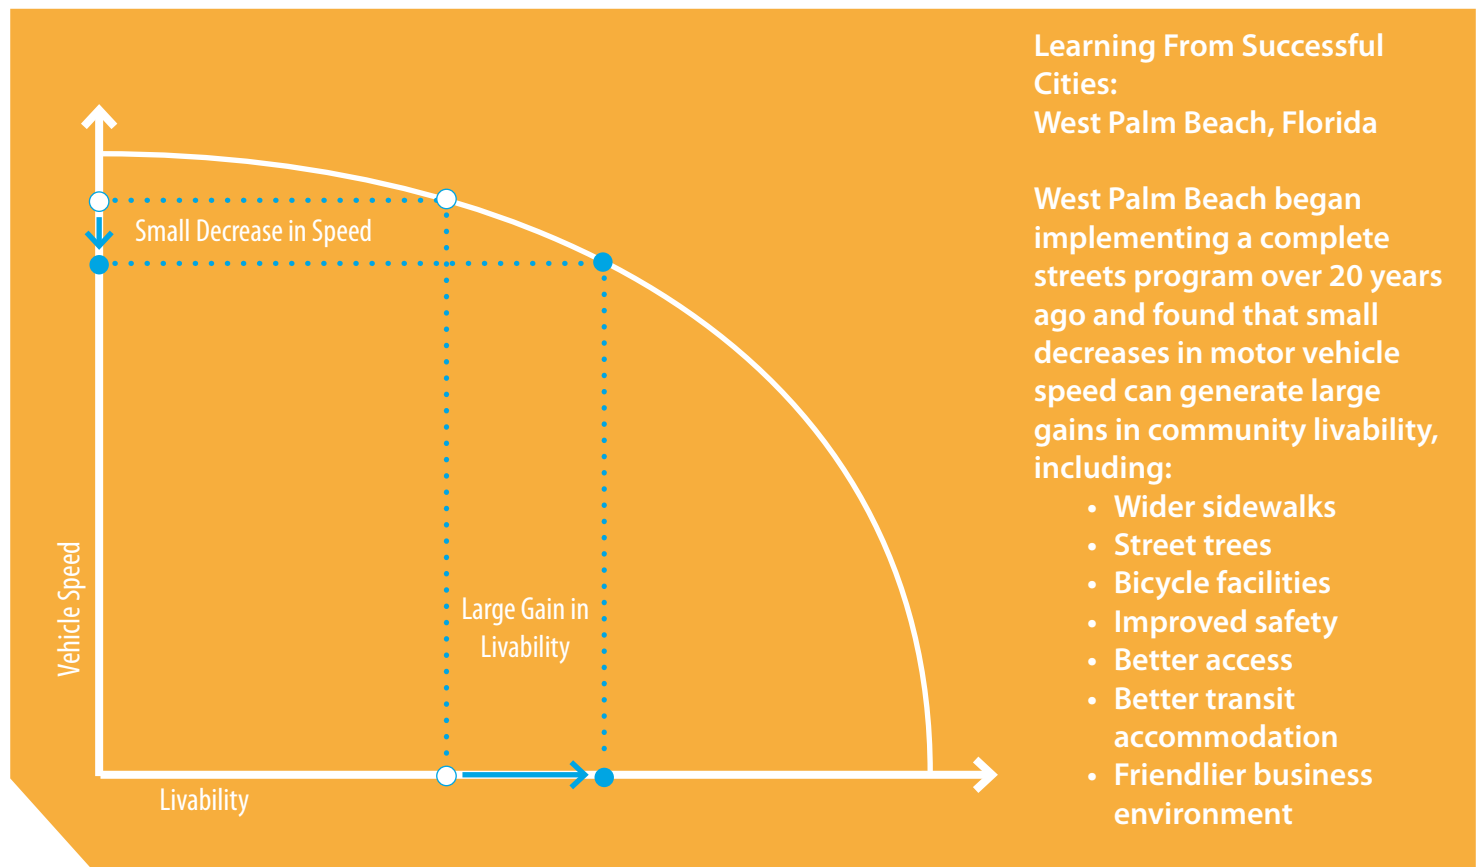 Learning From Successful
Cities:
West Palm Beach, Florida
West Palm Beach began
implementing a complete
streets program over 20 years
ago and found that small
decreases in motor vehicle
speed can generate large
gains in community livability,
including:
• Wider sidewalks
• Street trees
• Bicycle facilities
• Improved safety
• Better access
• Better transit
accommodation
• Friendlier business
environment
Small Decrease in Speed
Vehicle Speed
Large Gain in
Livability
Livability